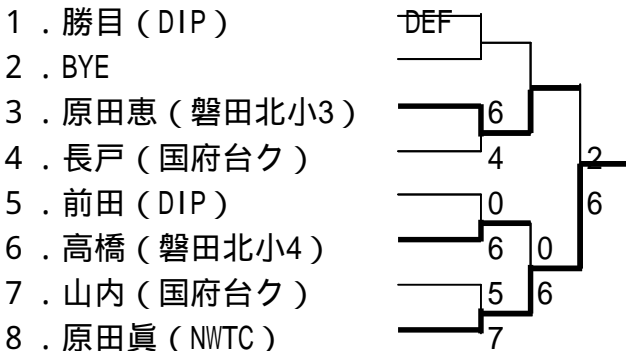 1 ．勝目（DIP） DEF
2 ．BYE
3 ．原田恵（磐田北小3） 6
4 ．長戸（国府台ク） 4 2
5 ．前田（DIP） 0 6
6 ．高橋（磐田北小4） 6 0
7 ．山内（国府台ク） 5 6
8 ．原田眞（NWTC） 7